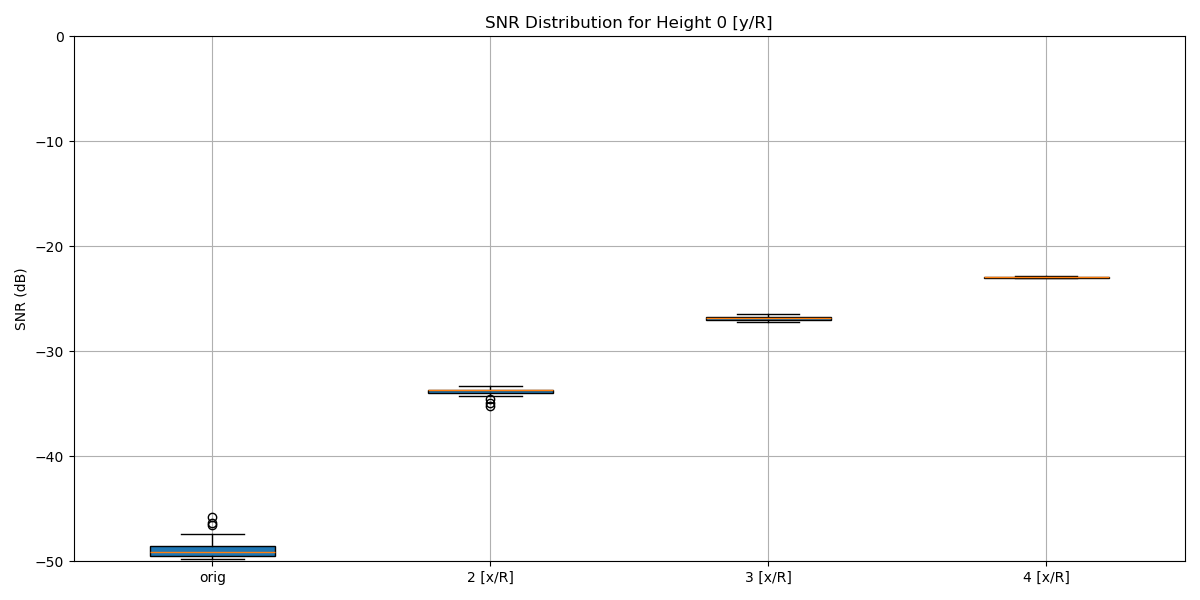 SNR Distribution for Height 0 [y/R]
0
−10
−20
−30
−40
−50
SNR (dB)
orig
2 [x/R]
3 [x/R]
4 [x/R]